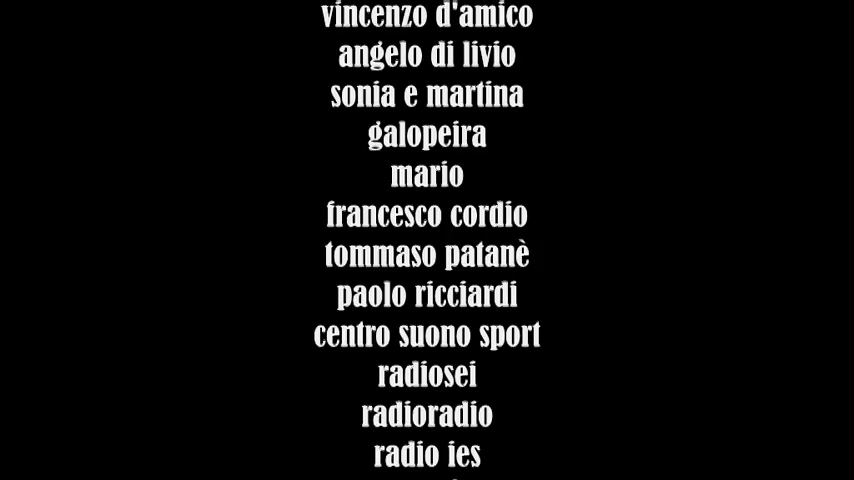 vincenzo d'amico
angelo di livio
sonia e martina
galopeira
mario
francesco cordio
tommaso patanè
paolo ricciardi
centro suono sport
radiosei
radioradio
radio ies